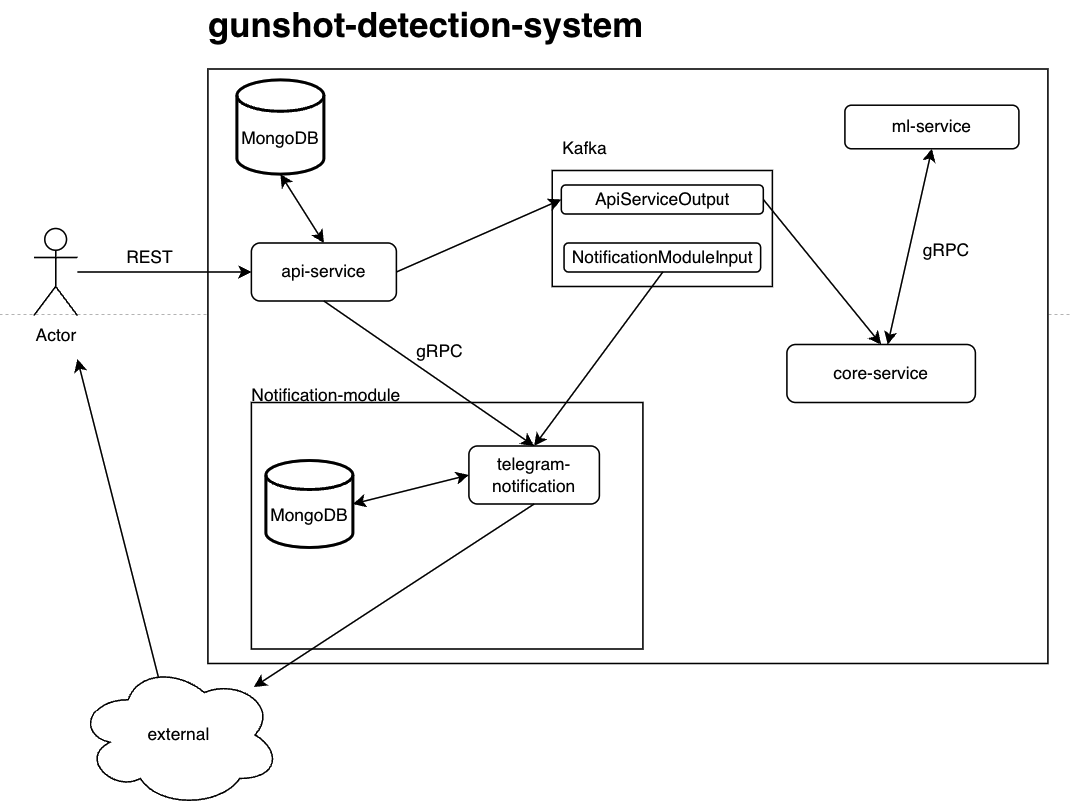 gunshot-detection-system
MongoDB
ml-service
Kafka
ApiServiceOutput
REST
api-service
NotificationModuleInput
gRPC
Actor
gRPC
core-service
Notification-module
telegram-
notification
MongoDB
external